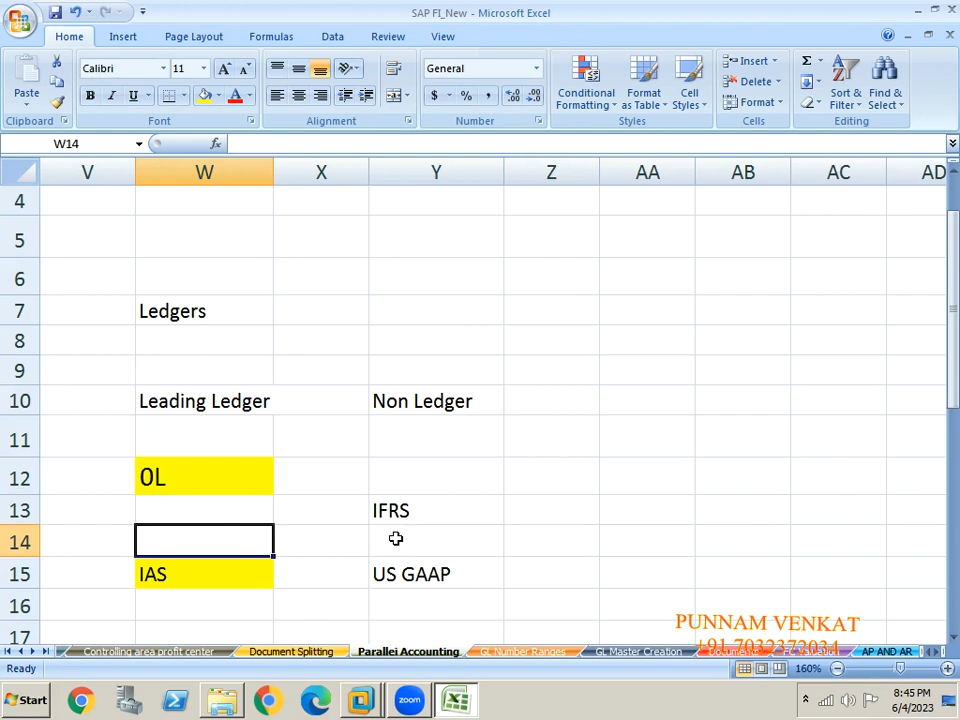 SAP FI_New - Microsoft Excel
Home Insert Page Layout Formulas Data Review View
Paste
Calibri 11
General
Conditional Formatting
Format as Table
Cell Styles
Insert
Delete
Format
Sort & Filter
Find & Select
Clipboard Font Alignment Number Styles Cells Editing
W14 fx
V W X Y Z AA AB AC AD
4
5
6
7 Ledgers
8
9
10 Leading Ledger Non Ledger
11
12 0L
13 IFRS
14
15 IAS US GAAP
16
17
PUNNAM VENKAT
+91 7032372034
Controlling area profit center Document Splitting Parallel Accounting GL Number Ranges GL Master Creation AP AND AR
Ready 160%
Start zoom 8:45 PM
6/4/2023